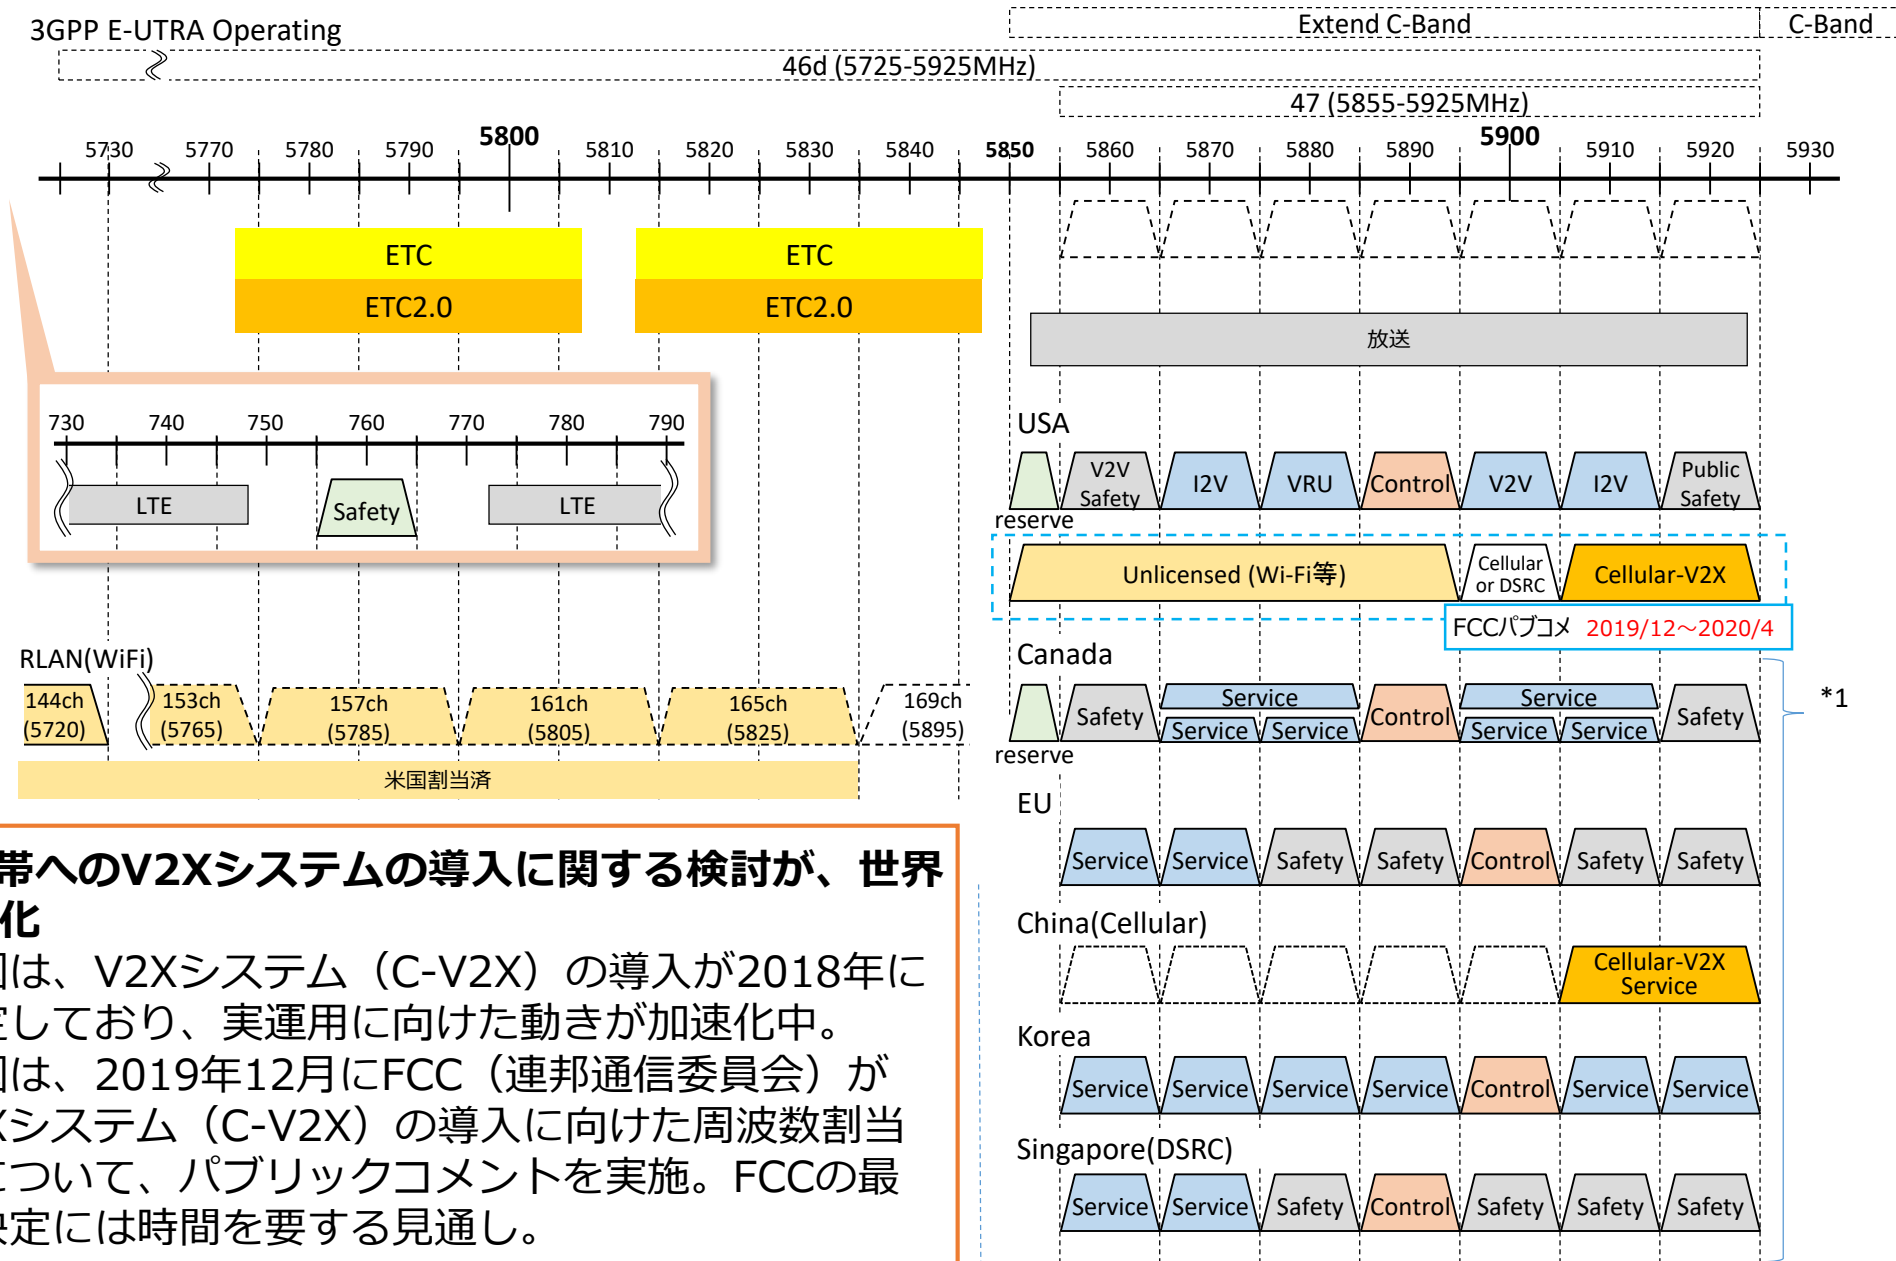 3GPP E-UTRA Operating
Extend C-Band
C-Band
46d (5725-5925MHz)
47 (5855-5925MHz)
5730 5770 5780 5790 5800 5810 5820 5830 5840 5850 5860 5870 5880 5890 5900 5910 5920 5930
ETC ETC
ETC2.0 ETC2.0
放送
730 740 750 760 770 780 790
LTE Safety LTE
USA
V2V Safety I2V VRU Control V2V I2V Public Safety
reserve
Unlicensed (Wi-Fi等) Cellular or DSRC Cellular-V2X
FCCパブコメ 2019/12～2020/4
RLAN(WiFi)
144ch (5720) 153ch (5765) 157ch (5785) 161ch (5805) 165ch (5825) 169ch (5895)
米国割当済
Canada
*1
Service Service
Safety Service Service Control Service Service Safety
reserve
EU
Service Service Safety Safety Control Safety Safety
China(Cellular)
Cellular-V2X
Service
Korea
Service Service Service Service Control Service Service
Singapore(DSRC)
Service Service Safety Control Safety Safety Safety
帯へのV2Xシステムの導入に関する検討が、世界
化
は、V2Xシステム（C-V2X）の導入が2018年に
しており、実運用に向けた動きが加速化中。
は、2019年12月にFCC（連邦通信委員会）が
Xシステム（C-V2X）の導入に向けた周波数割当
について、パブリックコメントを実施。FCCの最
決定には時間を要する見通し。